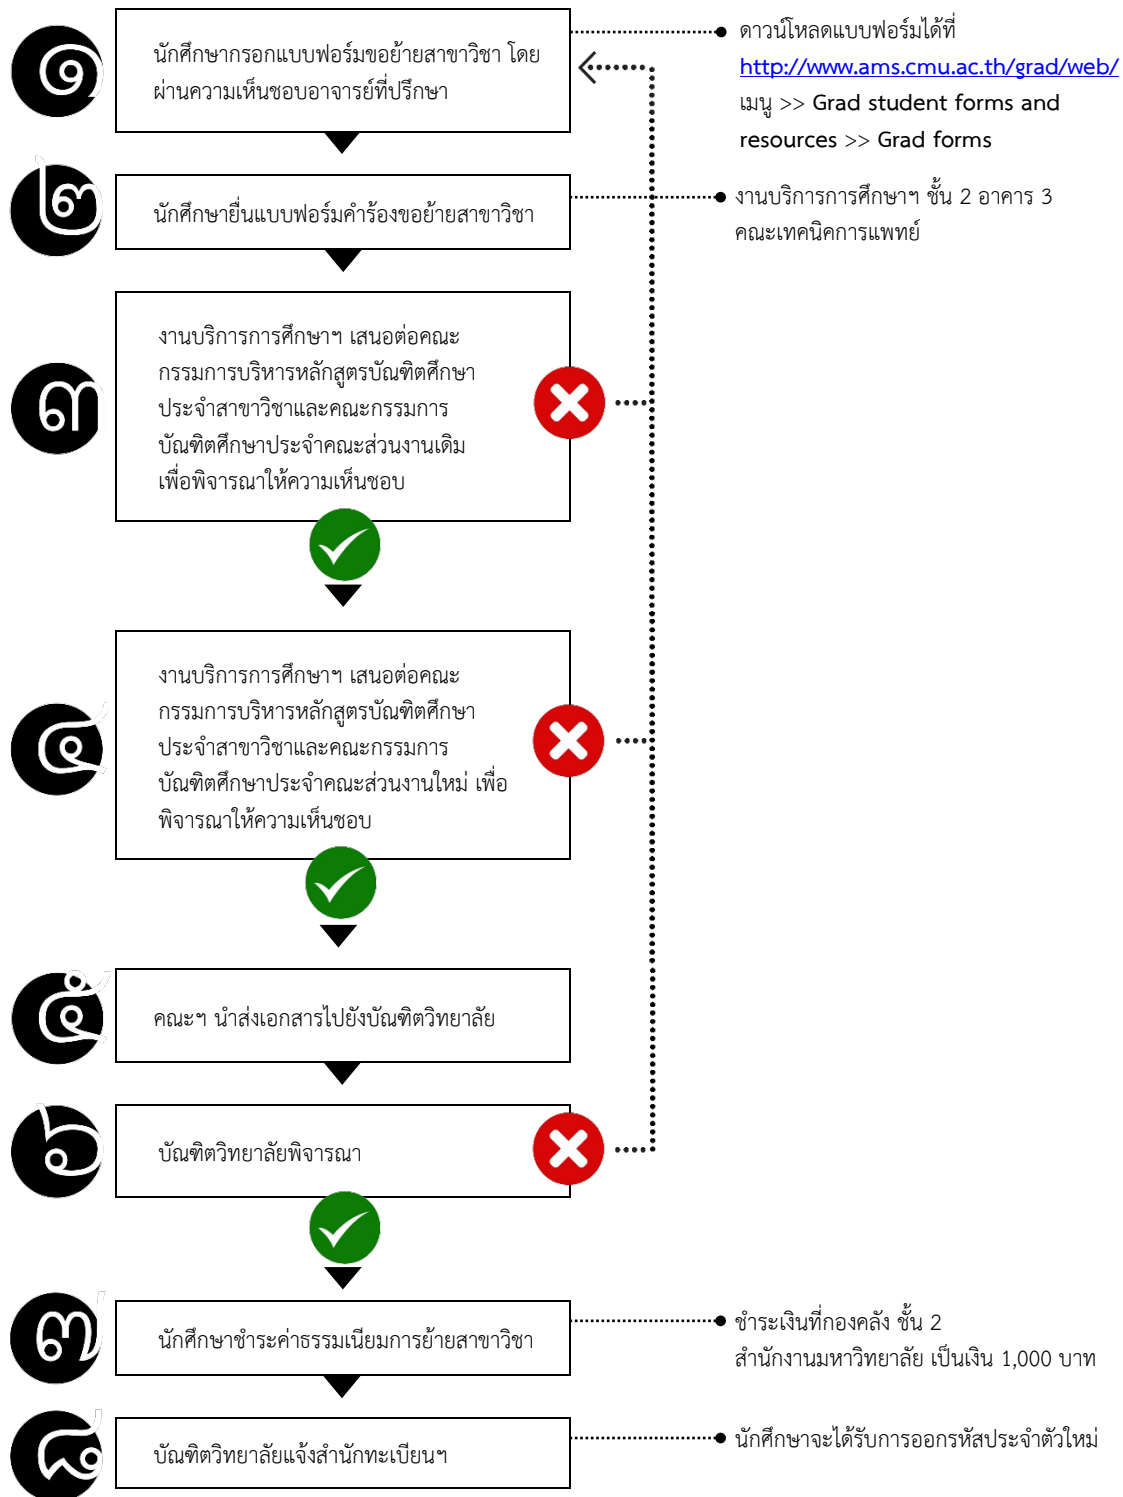 ๑
นักศึกษากรอกแบบฟอร์มขอย้ายสาขาวิชา โดย
ผ่านความเห็นชอบอาจารย์ที่ปรึกษา
ดาวน์โหลดแบบฟอร์มได้ที่
http://www.ams.cmu.ac.th/grad/web/
เมนู >> Grad student forms and
resources >> Grad forms
๒
นักศึกษายื่นแบบฟอร์มคำร้องขอย้ายสาขาวิชา
งานบริการการศึกษาฯ ชั้น 2 อาคาร 3
คณะเทคนิคการแพทย์
๓
งานบริการการศึกษาฯ เสนอต่อคณะ
กรรมการบริหารหลักสูตรบัณฑิตศึกษา
ประจำสาขาวิชาและคณะกรรมการ
บัณฑิตศึกษาประจำคณะส่วนงานเดิม
เพื่อพิจารณาให้ความเห็นชอบ
๔
งานบริการการศึกษาฯ เสนอต่อคณะ
กรรมการบริหารหลักสูตรบัณฑิตศึกษา
ประจำสาขาวิชาและคณะกรรมการ
บัณฑิตศึกษาประจำคณะส่วนงานใหม่ เพื่อ
พิจารณาให้ความเห็นชอบ
๕
คณะฯ นำส่งเอกสารไปยังบัณฑิตวิทยาลัย
๖
บัณฑิตวิทยาลัยพิจารณา
๗
นักศึกษาชำระค่าธรรมเนียมการย้ายสาขาวิชา
ชำระเงินที่กองคลัง ชั้น 2
สำนักงานมหาวิทยาลัย เป็นเงิน 1,000 บาท
๘
บัณฑิตวิทยาลัยแจ้งสำนักทะเบียนฯ
นักศึกษาจะได้รับการออกรหัสประจำตัวใหม่